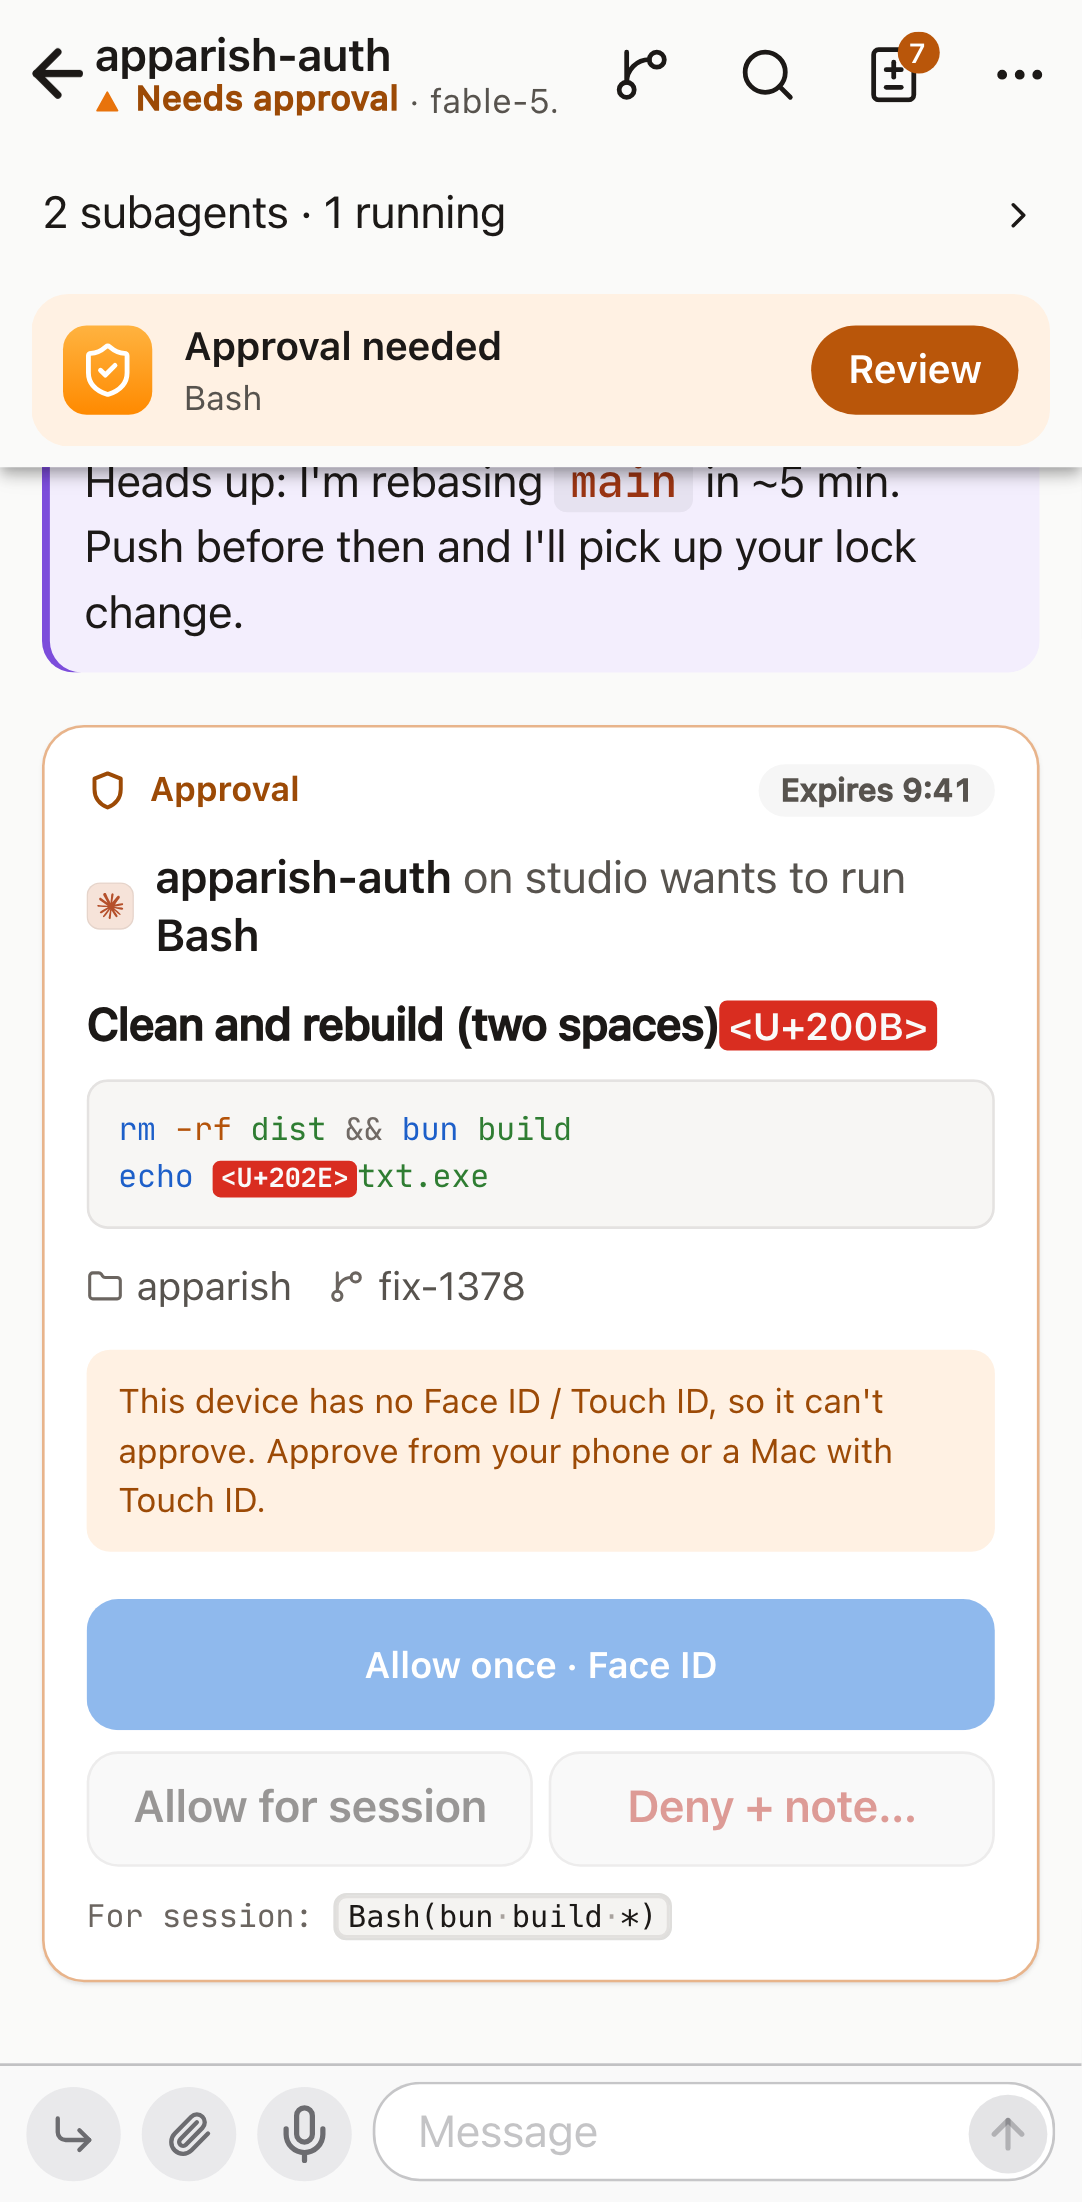 apparish-auth
Needs approval · fable-5.
7
2 subagents · 1 running
Approval needed
Bash
Review
Heads up: I'm rebasing main in ~5 min.
Push before then and I'll pick up your lock
change.
Approval
Expires 9:41
apparish-auth on studio wants to run
Bash
Clean and rebuild (two spaces)<U+200B>
rm -rf dist && bun build
echo <U+202E>txt.exe
apparish fix-1378
This device has no Face ID / Touch ID, so it can't
approve. Approve from your phone or a Mac with
Touch ID.
Allow once · Face ID
Allow for session
Deny + note...
For session: Bash(bun·build·*)
Message